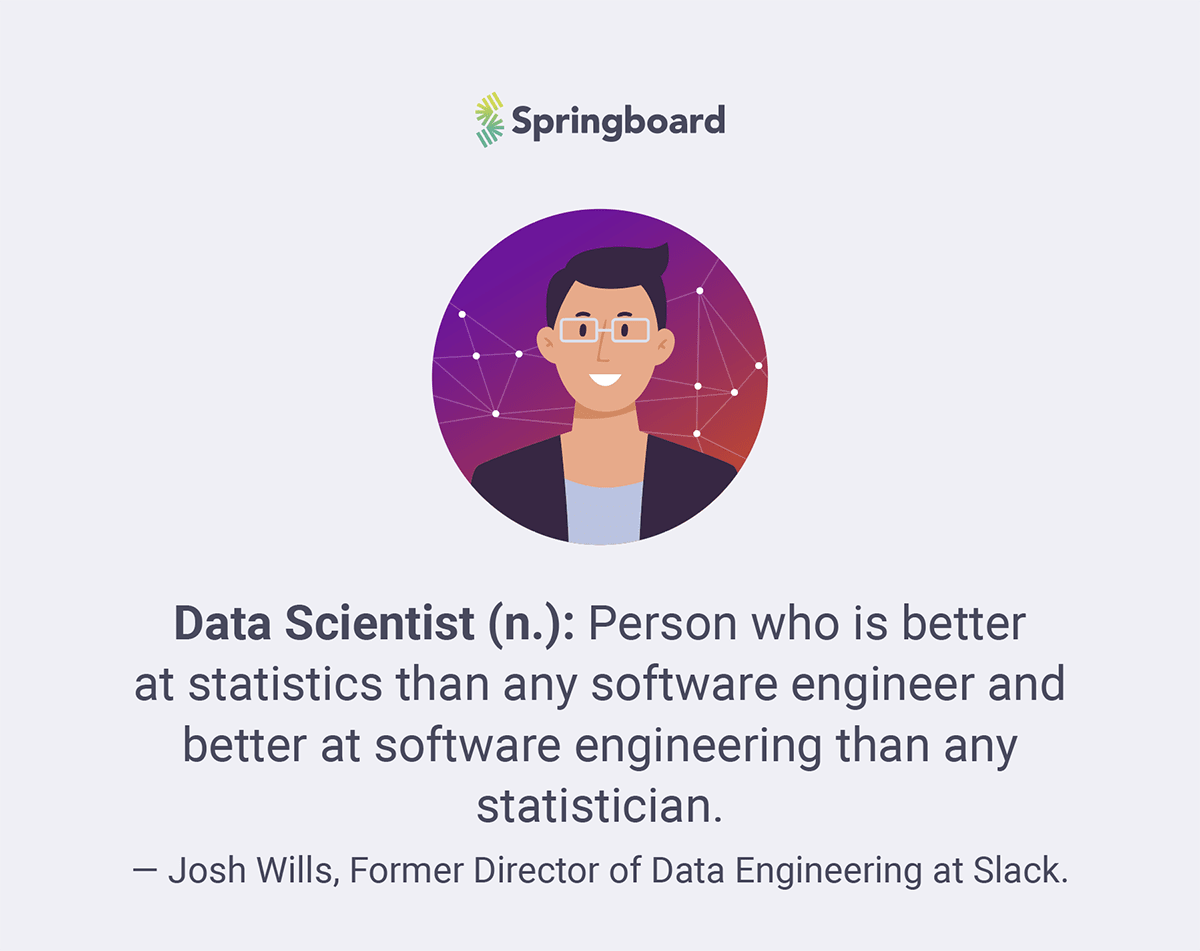 Springboard
Data Scientist (n.): Person who is better
at statistics than any software engineer and
better at software engineering than any
statistician.
— Josh Wills, Former Director of Data Engineering at Slack.